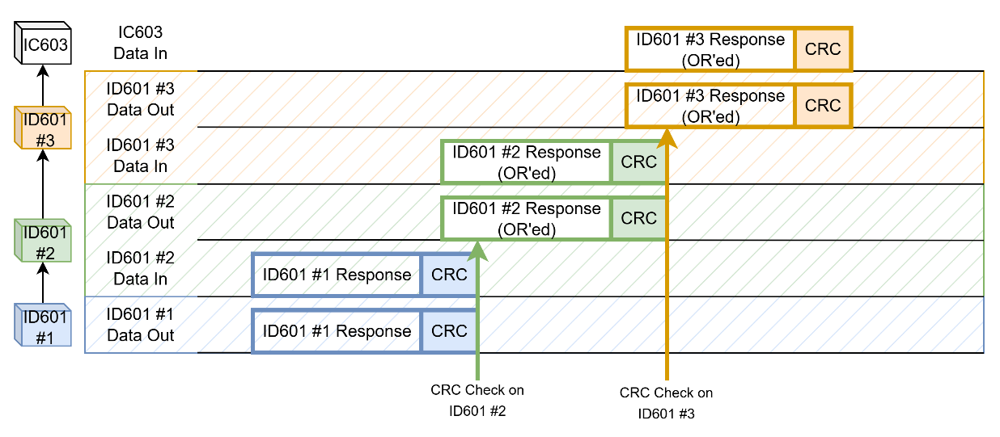 IC603
IC603
Data In
ID601 #3 Response
(OR'ed)
CRC
ID601
#3
ID601 #3
Data Out
ID601 #3 Response
(OR'ed)
CRC
ID601 #3
Data In
ID601 #2 Response
(OR'ed)
CRC
ID601
#2
ID601 #2
Data Out
ID601 #2 Response
(OR'ed)
CRC
ID601 #2
Data In
ID601 #1 Response
CRC
ID601
#1
ID601 #1
Data Out
ID601 #1 Response
CRC
CRC Check on
ID601 #2
CRC Check on
ID601 #3